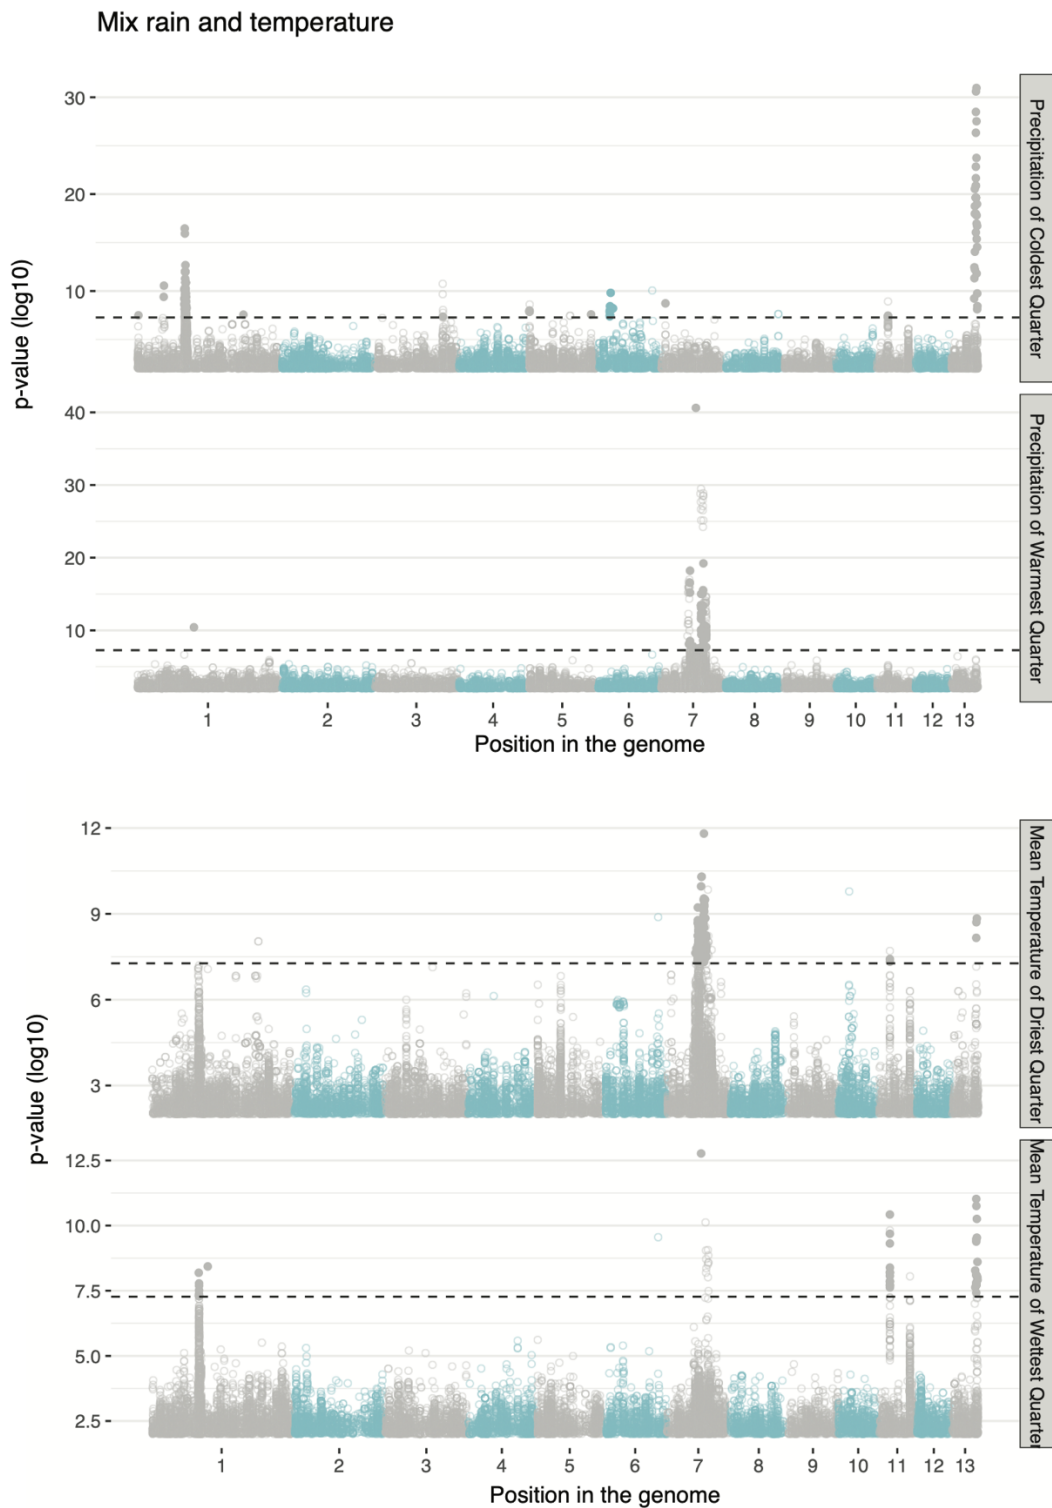 Mix rain and temperature
p-value (log10)
30
20
10
Precipitation of Coldest Quarter
40
30
20
10
Precipitation of Warmest Quarter
1 2 3 4 5 6 7 8 9 10 11 12 13
Position in the genome
p-value (log10)
12
9
6
3
Mean Temperature of Driest Quarter
12.5
10.0
7.5
5.0
2.5
Mean Temperature of Wettest Quarter
1 2 3 4 5 6 7 8 9 10 11 12 13
Position in the genome